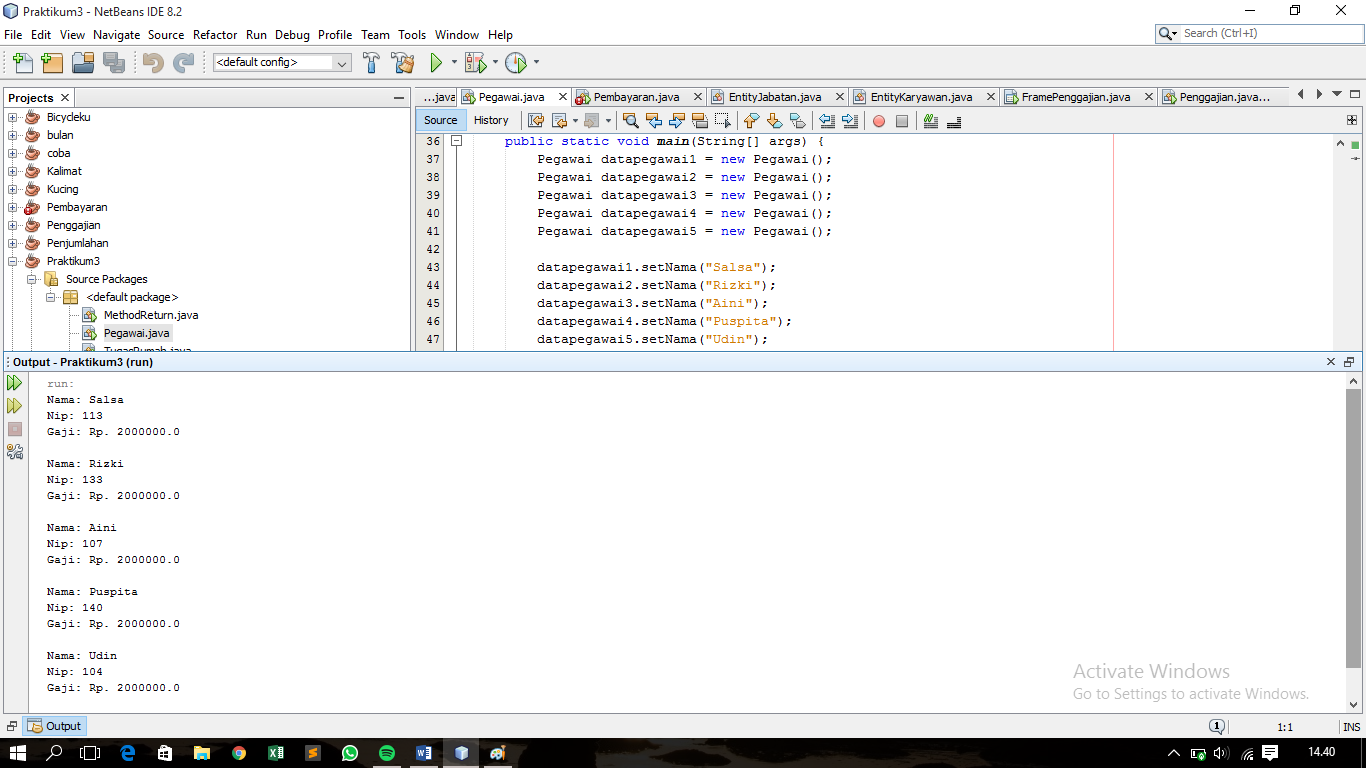 Praktikum3 - NetBeans IDE 8.2
File Edit View Navigate Source Refactor Run Debug Profile Team Tools Window Help
Search (Ctrl+I)
<default config>
Projects
Bicycleku
bulan
coba
Kalimat
Kucing
Pembayaran
Penggajian
Penjumlahan
Praktikum3
Source Packages
<default package>
MethodReturn.java
Pegawai.java
TugasRumah.java
...java Pegawai.java Pembayaran.java EntityJabatan.java EntityKaryawan.java FramePenggajian.java Penggajian.java...
Source History
36 public static void main(String[] args) {
37 Pegawai datapegawai1 = new Pegawai();
38 Pegawai datapegawai2 = new Pegawai();
39 Pegawai datapegawai3 = new Pegawai();
40 Pegawai datapegawai4 = new Pegawai();
41 Pegawai datapegawai5 = new Pegawai();
42
43 datapegawai1.setNama("Salsa");
44 datapegawai2.setNama("Rizki");
45 datapegawai3.setNama("Aini");
46 datapegawai4.setNama("Puspita");
47 datapegawai5.setNama("Udin");
Output - Praktikum3 (run)
run:
Nama: Salsa
Nip: 113
Gaji: Rp. 2000000.0
Nama: Rizki
Nip: 133
Gaji: Rp. 2000000.0
Nama: Aini
Nip: 107
Gaji: Rp. 2000000.0
Nama: Puspita
Nip: 140
Gaji: Rp. 2000000.0
Nama: Udin
Nip: 104
Gaji: Rp. 2000000.0
Activate Windows
Go to Settings to activate Windows.
Output
1
1:1
INS
14.40